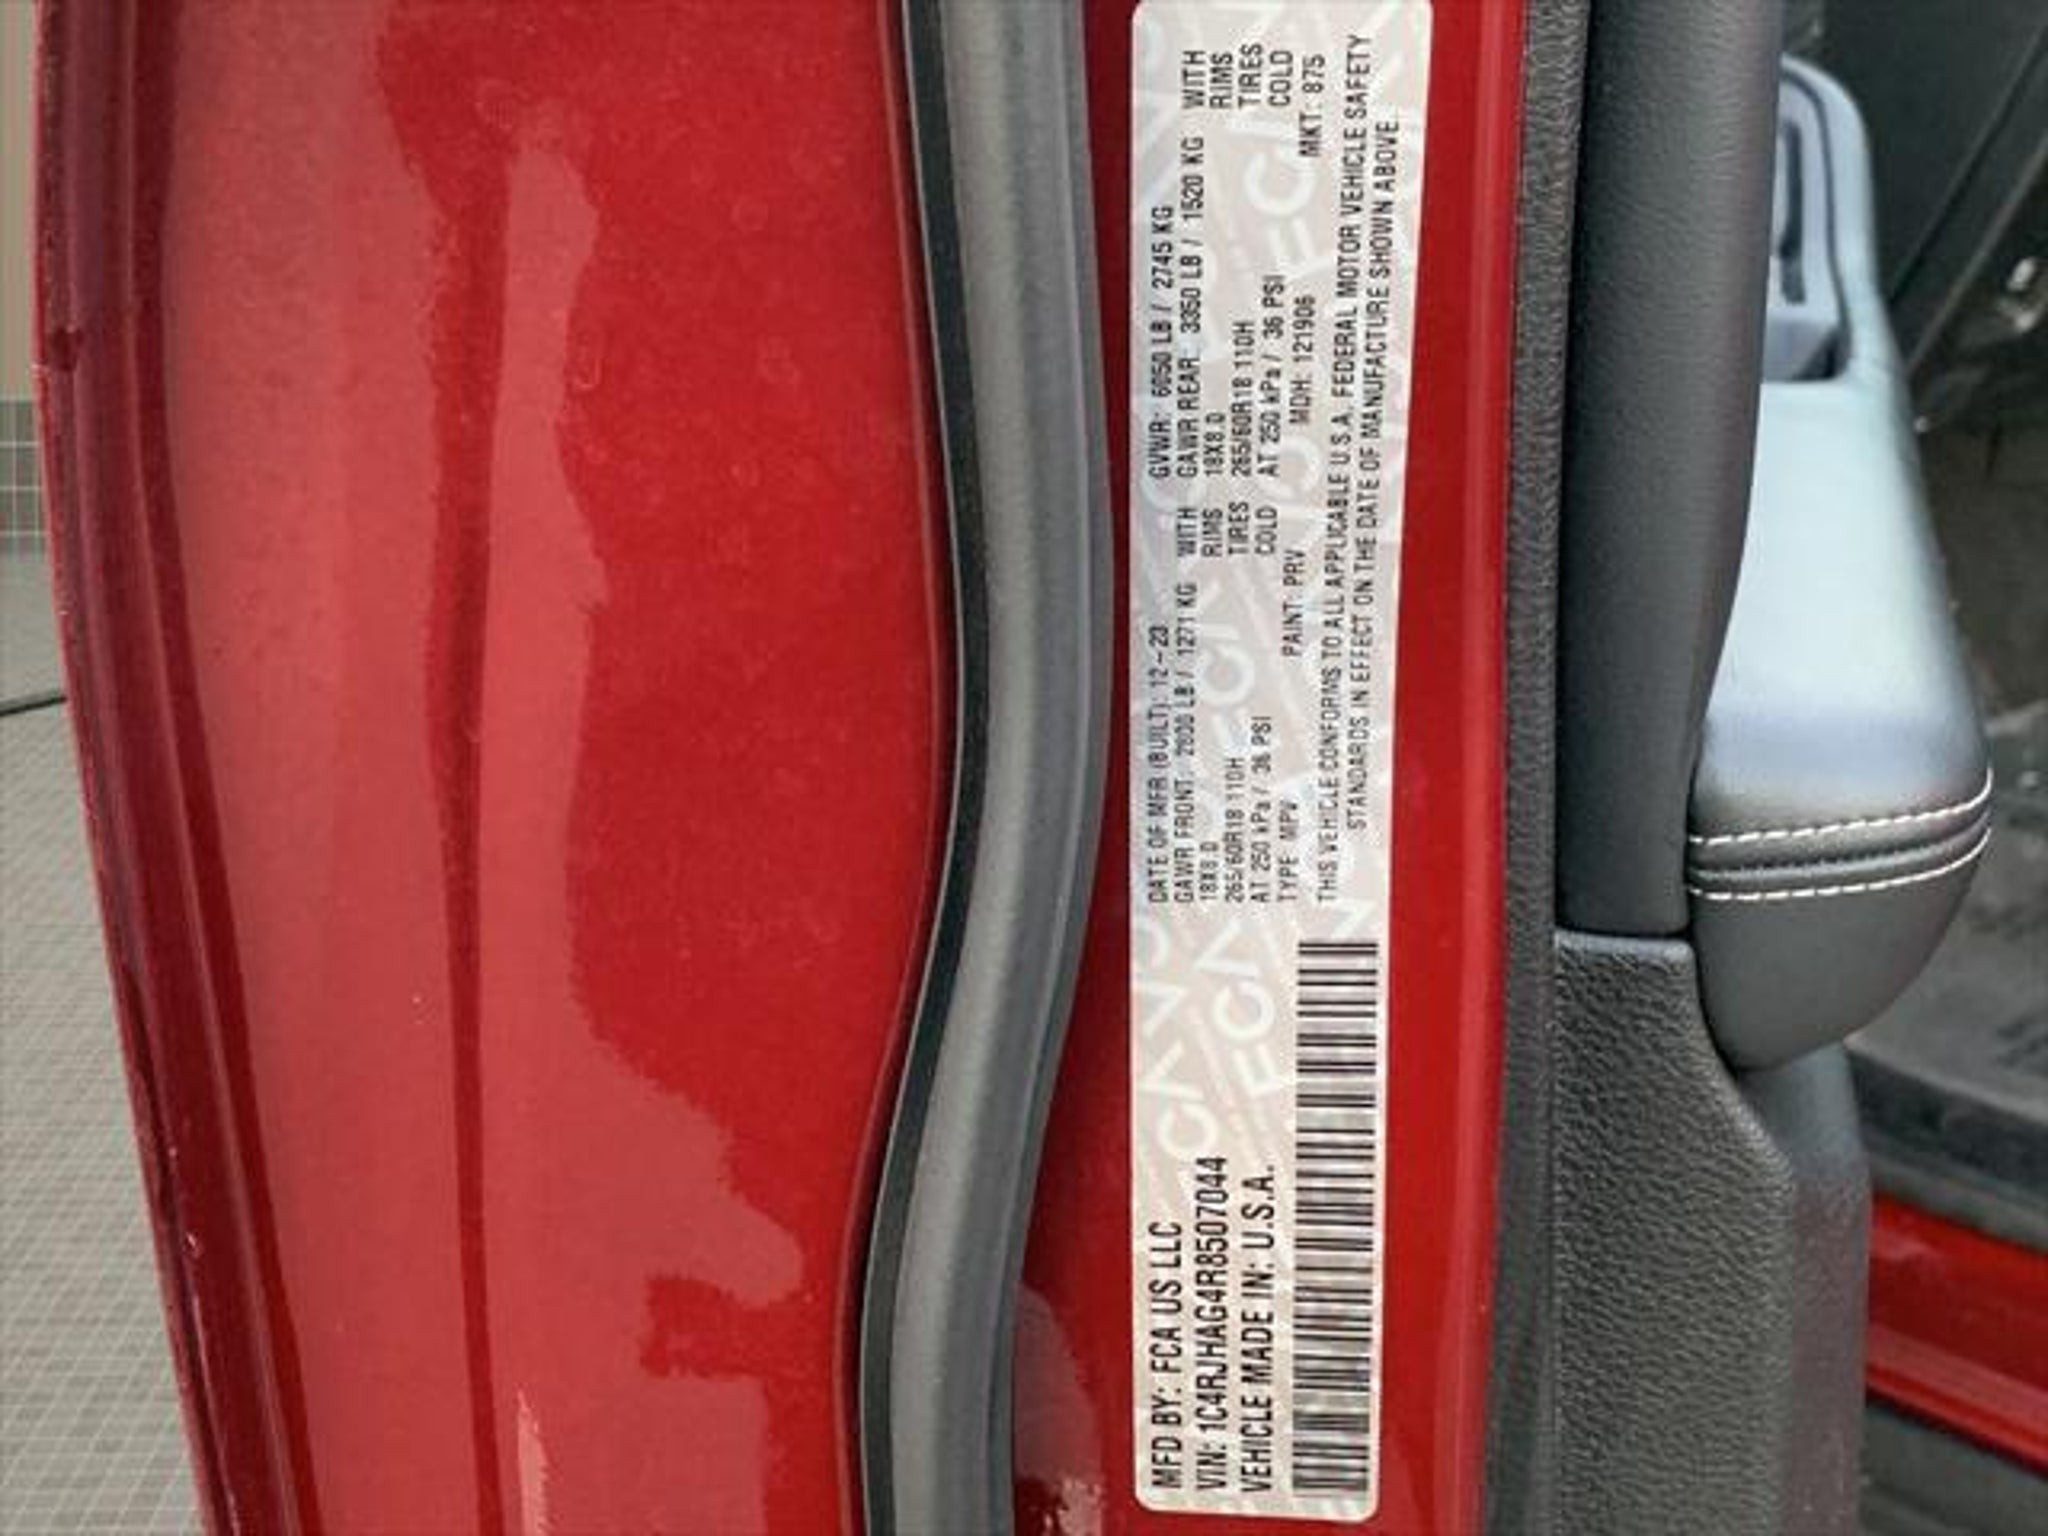 MFD BY: FCA US LLC
VIN: 1C4RJHAG4R8507044
VEHICLE MADE IN: U.S.A.
DATE OF MFR (BUILT): 12-23 GVWR: 6050 LB / 2745 KG
GAWR FRONT: 2800 LB / 1271 KG WITH GAWR REAR: 3350 LB / 1520 KG WITH
18X8.0 RIMS 18X8.0 RIMS
265/60R18 110H TIRES 265/60R18 110H TIRES
AT 250 kPa / 36 PSI COLD AT 250 kPa / 36 PSI COLD
TYPE: MPV PAINT: PRV MDH: 121906 MKT: 875
THIS VEHICLE CONFORMS TO ALL APPLICABLE U.S.A. FEDERAL MOTOR VEHICLE SAFETY
STANDARDS IN EFFECT ON THE DATE OF MANUFACTURE SHOWN ABOVE.